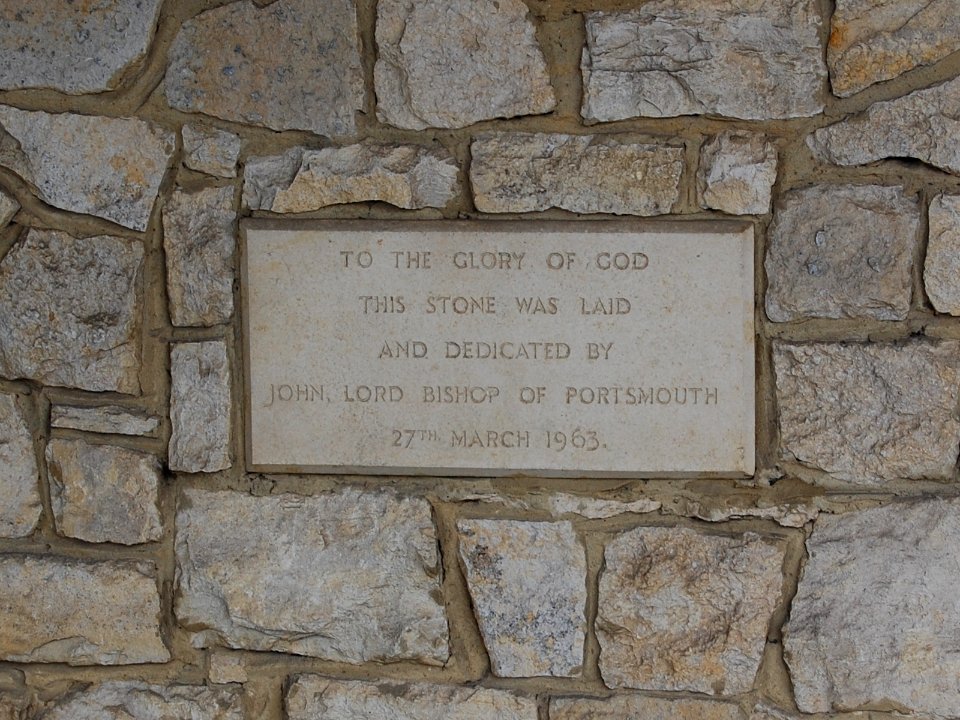 TO THE GLORY OF GOD
THIS STONE WAS LAID
AND DEDICATED BY
JOHN, LORD BISHOP OF PORTSMOUTH
27TH. MARCH 1963.